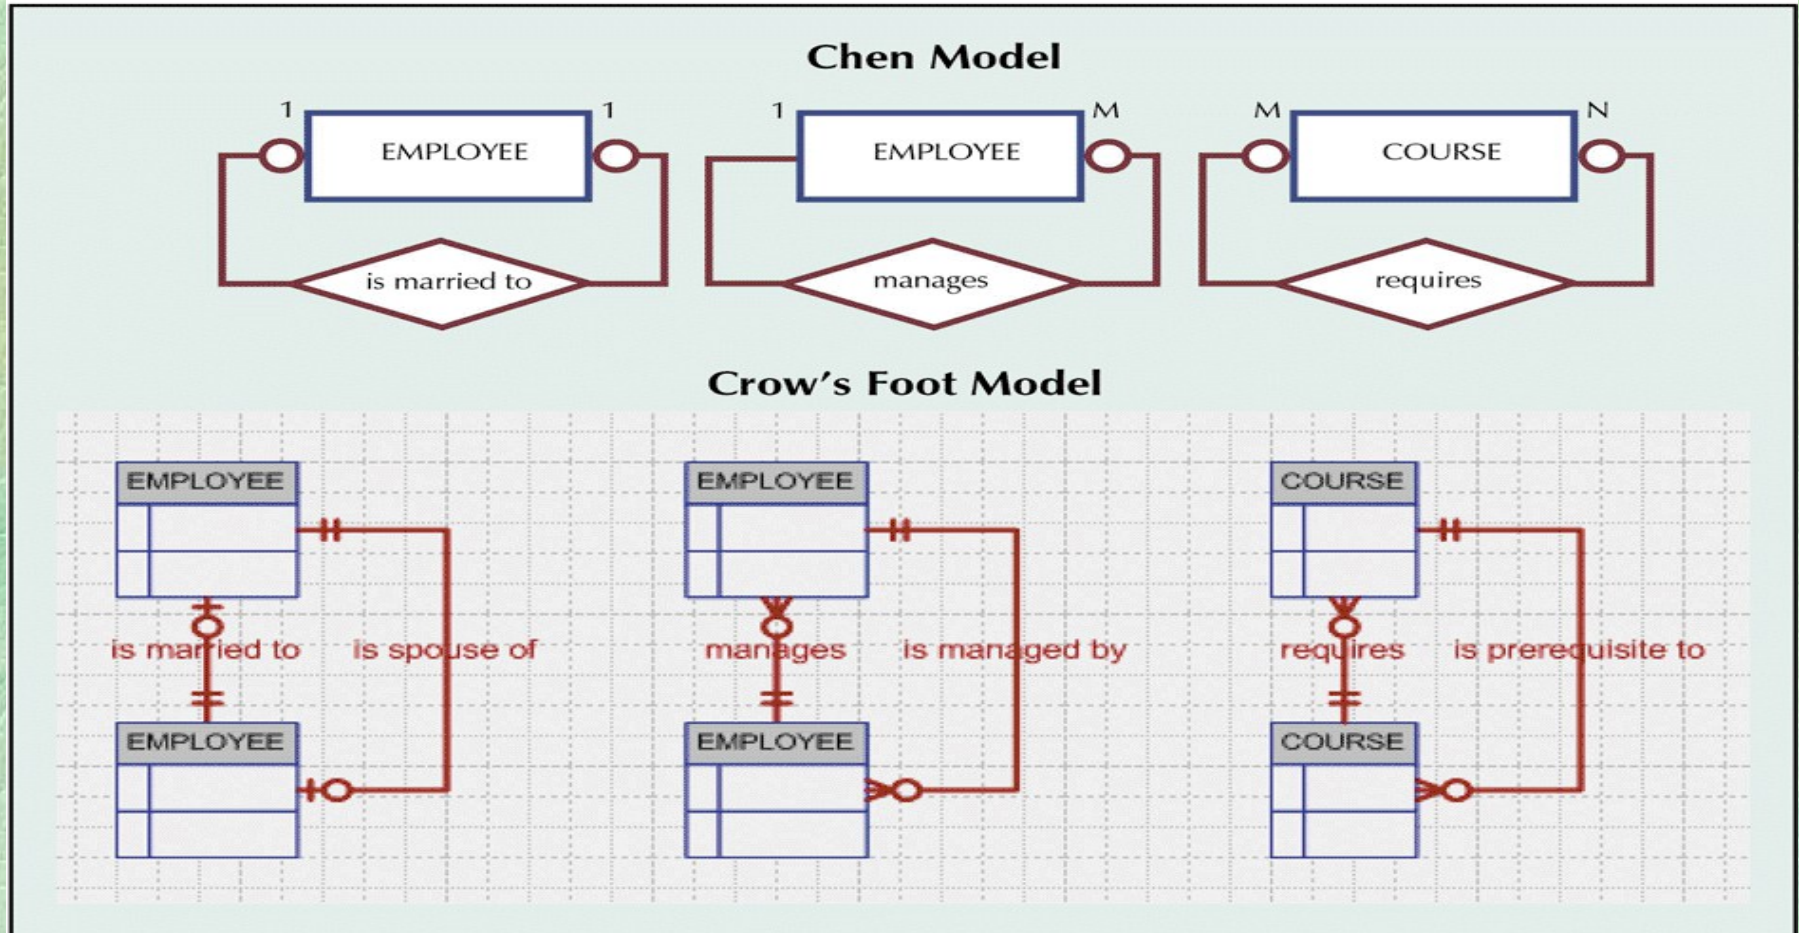 Chen Model
1 1 1 M M N
EMPLOYEE EMPLOYEE COURSE
is married to manages requires
Crow's Foot Model
EMPLOYEE EMPLOYEE COURSE
is married to is spouse of manages is managed by requires is prerequisite to
EMPLOYEE EMPLOYEE COURSE